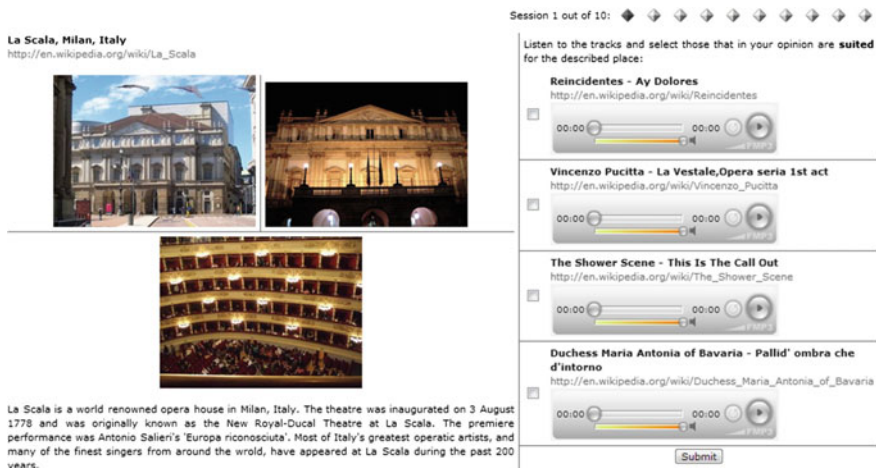 Session 1 out of 10:
La Scala, Milan, Italy
http://en.wikipedia.org/wiki/La_Scala
La Scala is a world renowned opera house in Milan, Italy. The theatre was inaugurated on 3 August
1778 and was originally known as the New Royal-Ducal Theatre at La Scala. The premiere
performance was Antonio Salieri's 'Europa riconosciuta'. Most of Italy's greatest operatic artists, and
many of the finest singers from around the wrold, have appeared at La Scala during the past 200
years.
Listen to the tracks and select those that in your opinion are suited
for the described place:
Reincidentes - Ay Dolores
http://en.wikipedia.org/wiki/Reincidentes
00:00 00:00
FMP3
Vincenzo Pucitta - La Vestale,Opera seria 1st act
http://en.wikipedia.org/wiki/Vincenzo_Pucitta
00:00 00:00
FMP3
The Shower Scene - This Is The Call Out
http://en.wikipedia.org/wiki/The_Shower_Scene
00:00 00:00
FMP3
Duchess Maria Antonia of Bavaria - Pallid' ombra che
d'intorno
http://en.wikipedia.org/wiki/Duchess_Maria_Antonia_of_Bavaria
00:00 00:00
FMP3
Submit